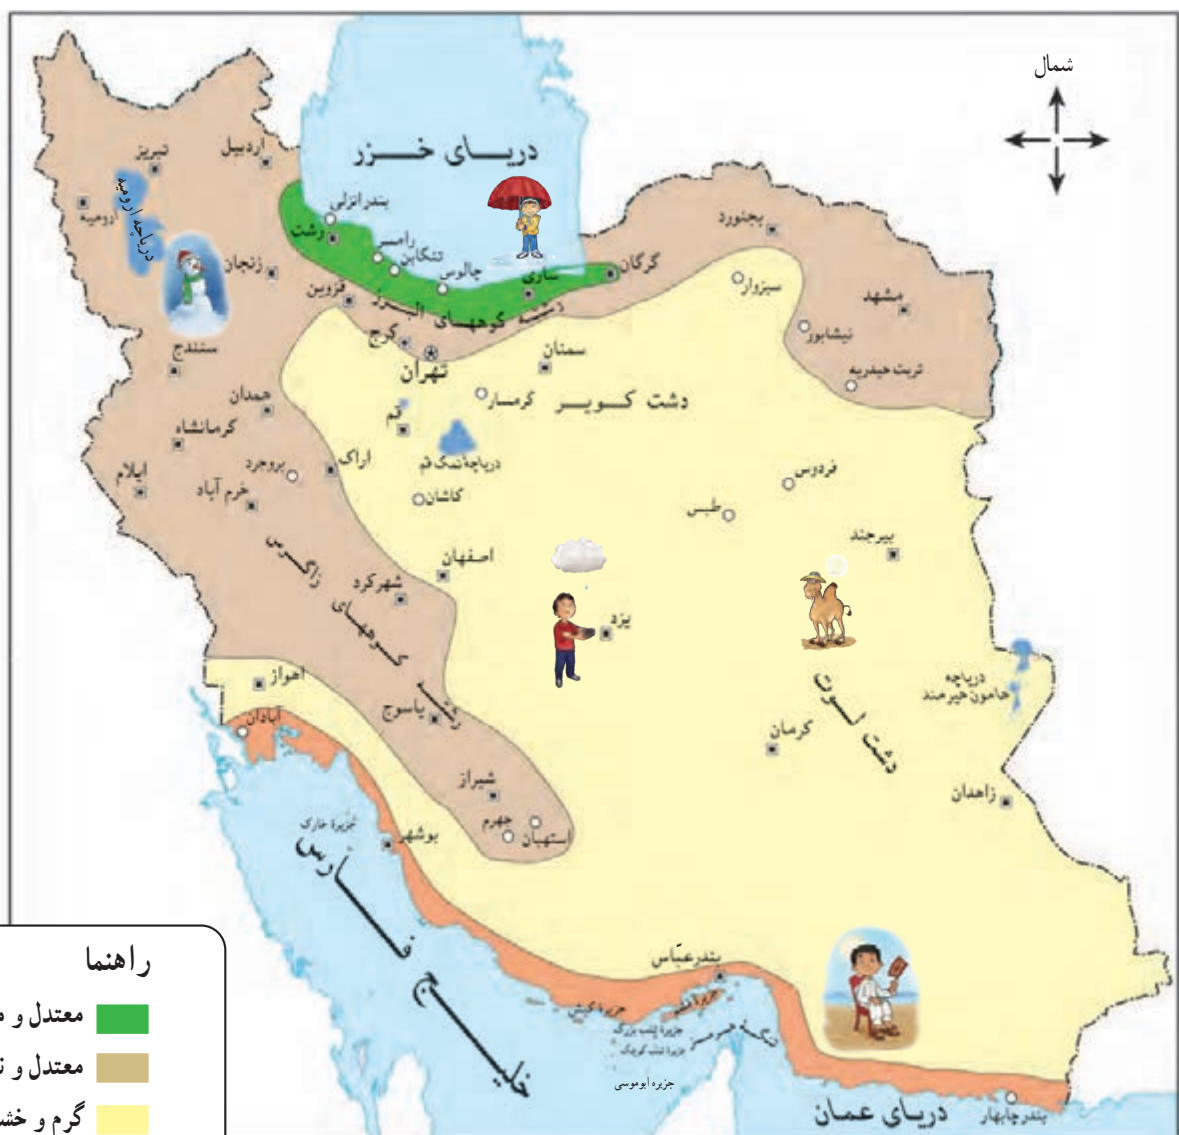 شمال
دریای خزر
اردبیل
تبریز
ارومیه
دریاچه ارومیه
بندرانزلی
رشت
رامسر
تنکابن
چالوس
ساری
گرگان
بجنورد
زنجان
قزوین
رشته کوههای البرز
کرج
تهران
سمنان
سبزوار
مشهد
نیشابور
تربت حیدریه
سنندج
همدان
کرمانشاه
قم
گرمسار
دشت کویر
دریاچه نمک قم
اراک
بروجرد
ایلام
خرم آباد
کاشان
فردوس
طبس
بیرجند
اصفهان
شهرکرد
رشته کوههای زاگرس
یزد
دریاچه
هامون هیرمند
دشت لوت
اهواز
آبادان
یاسوج
کرمان
شیراز
زاهدان
جهرم
استهبان
جزیرهٔ خارک
بوشهر
خلیج فارس
بندرعبّاس
جزیرهٔ کیش
جزیرهٔ قشم
جزیرهٔ تنب بزرگ
جزیرهٔ تنب کوچک
تنگهٔ هرمز
جزیره ابوموسی
دریای عمان
بندرچابهار
راهنما
معتدل و م
معتدل و ن
گرم و خش